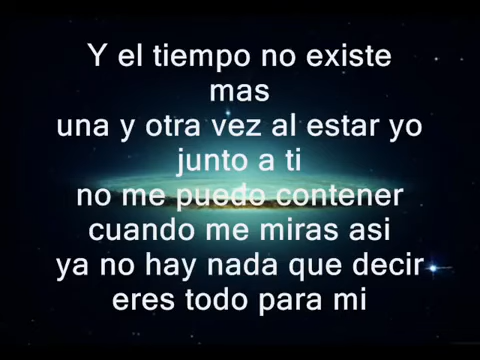 Y el tiempo no existe
mas
una y otra vez al estar yo
junto a ti
no me puedo contener
cuando me miras asi
ya no hay nada que decir
eres todo para mi